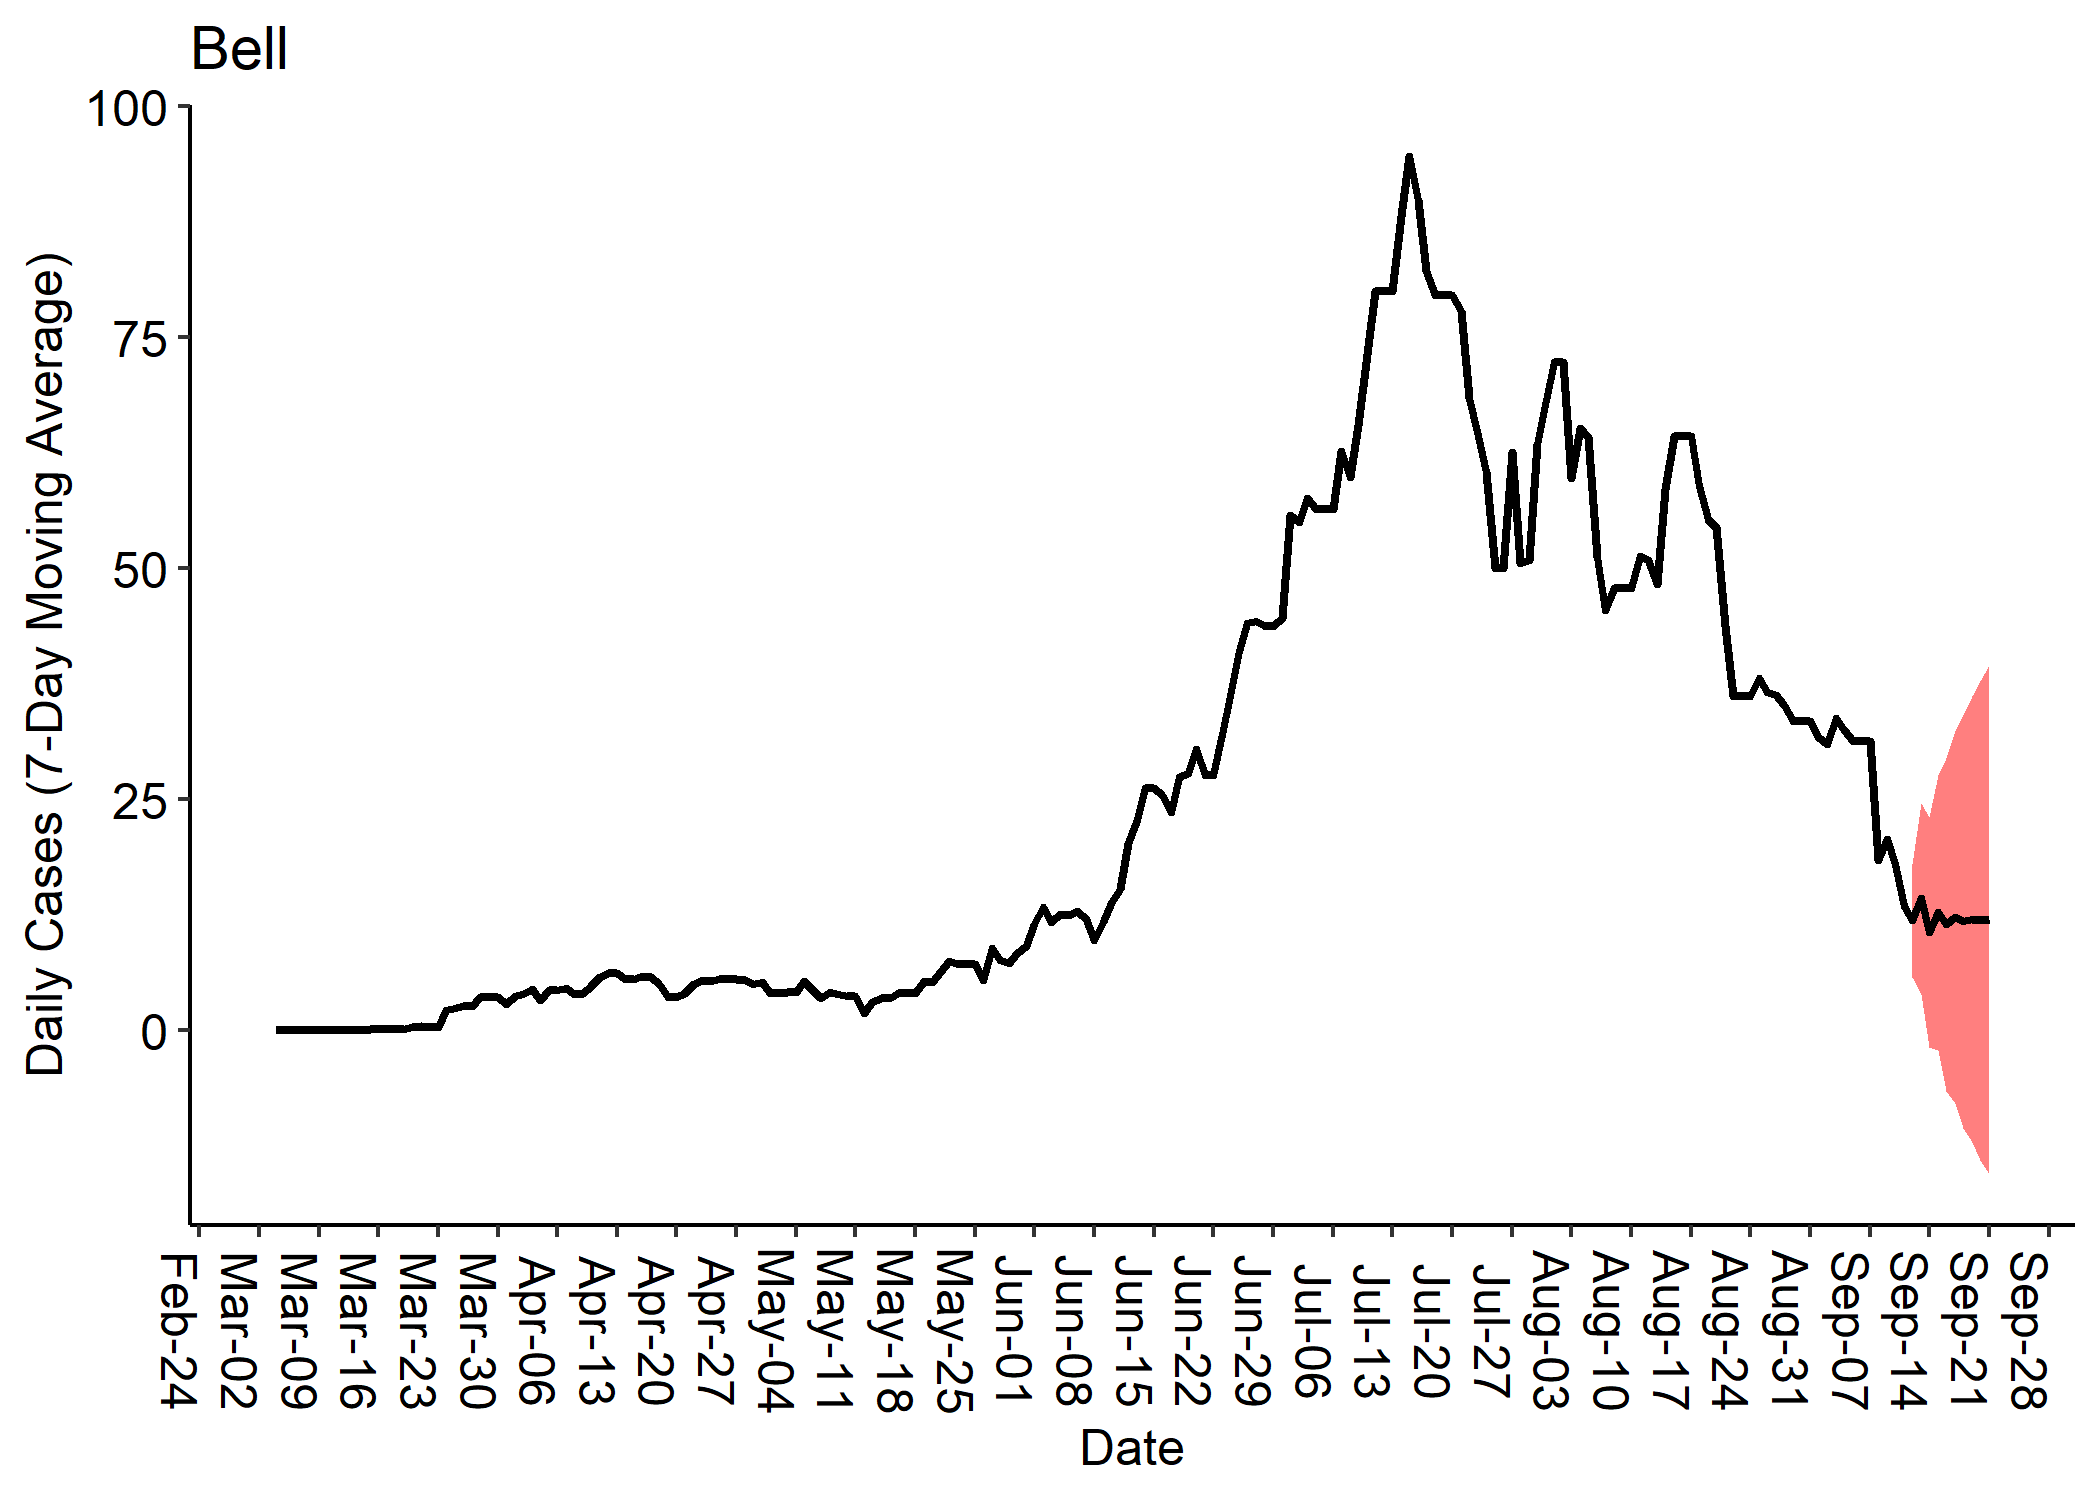 Bell
Daily Cases (7-Day Moving Average)
100
75
50
25
0
Feb-24
Mar-02
Mar-09
Mar-16
Mar-23
Mar-30
Apr-06
Apr-13
Apr-20
Apr-27
May-04
May-11
May-18
May-25
Jun-01
Jun-08
Jun-15
Jun-22
Jun-29
Jul-06
Jul-13
Jul-20
Jul-27
Aug-03
Aug-10
Aug-17
Aug-24
Aug-31
Sep-07
Sep-14
Sep-21
Sep-28
Date